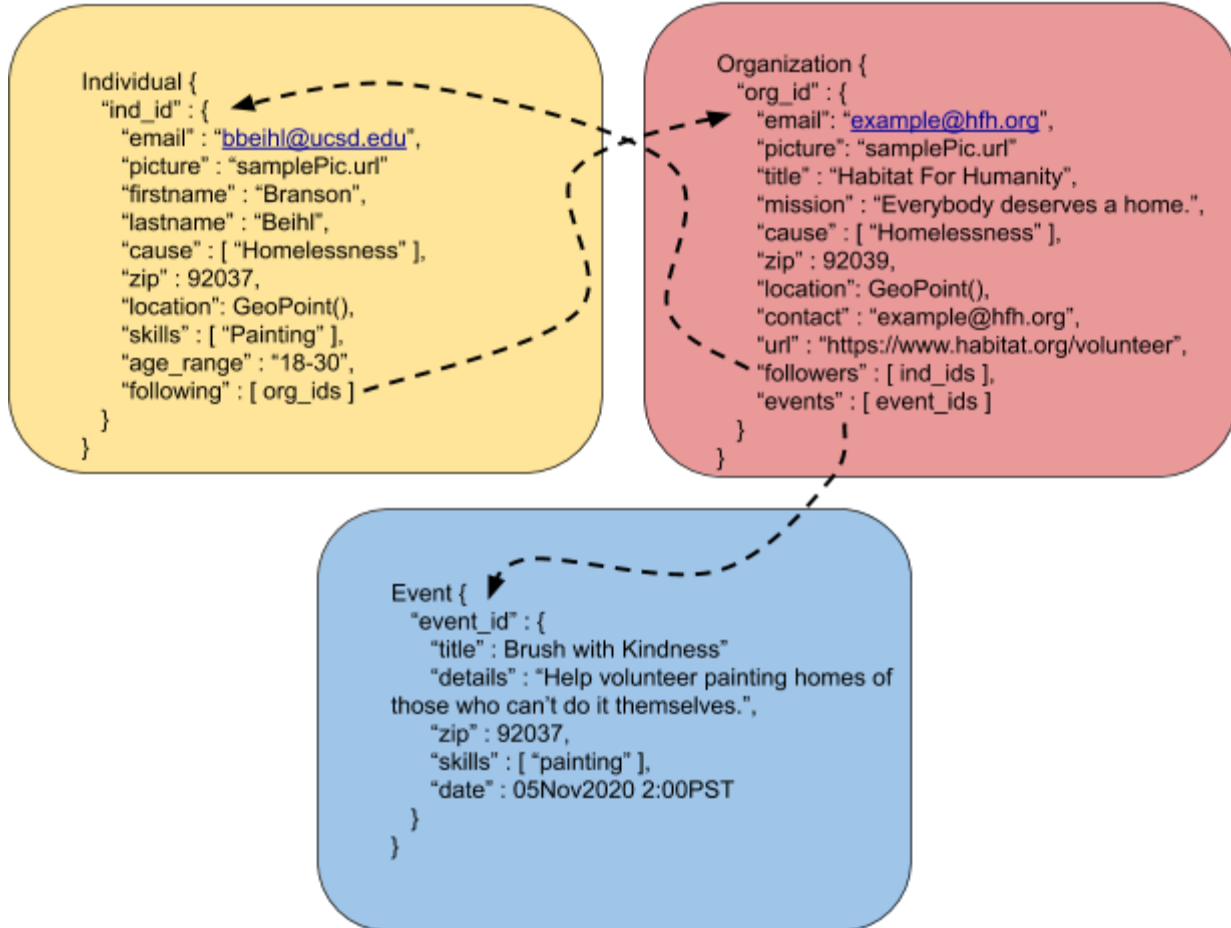 Individual {
“ind_id” : {
“email” : “bbeihl@ucsd.edu”,
“picture” : “samplePic.url”
“firstname” : “Branson”,
“lastname” : “Beihl”,
“cause” : [ “Homelessness” ],
“zip” : 92037,
“location”: GeoPoint(),
“skills” : [ “Painting” ],
“age_range” : “18-30”,
“following” : [ org_ids ]
}
}
Organization {
“org_id” : {
“email”: “example@hfh.org”,
“picture”: “samplePic.url”
“title” : “Habitat For Humanity”,
“mission” : “Everybody deserves a home.”,
“cause” : [ “Homelessness” ],
“zip” : 92039,
“location”: GeoPoint(),
“contact” : “example@hfh.org”,
“url” : “https://www.habitat.org/volunteer”,
“followers” : [ ind_ids ],
“events” : [ event_ids ]
}
}
Event {
“event_id” : {
“title” : Brush with Kindness”
“details” : “Help volunteer painting homes of
those who can’t do it themselves.”,
“zip” : 92037,
“skills” : [ “painting” ],
“date” : 05Nov2020 2:00PST
}
}